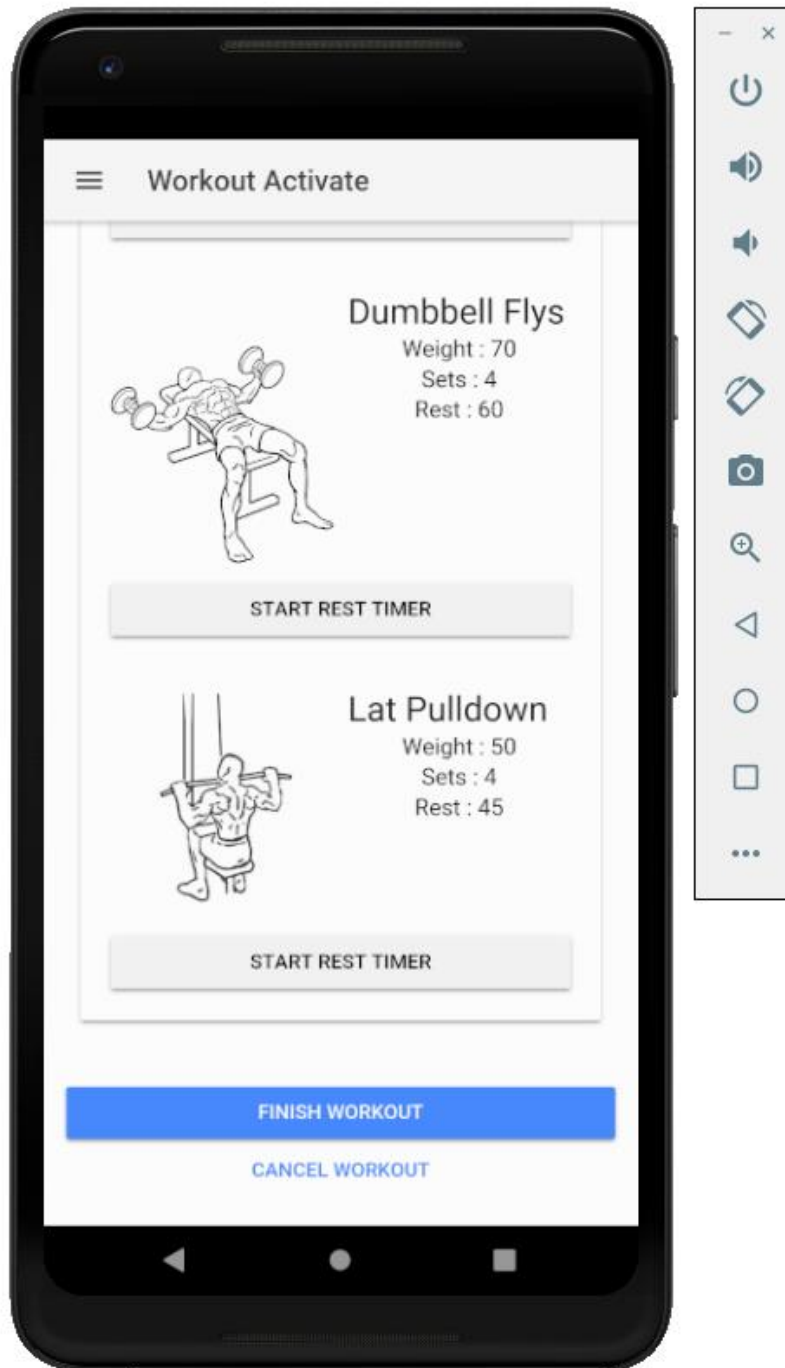 Workout Activate
Dumbbell Flys
Weight : 70
Sets : 4
Rest : 60
START REST TIMER
Lat Pulldown
Weight : 50
Sets : 4
Rest : 45
START REST TIMER
FINISH WORKOUT
CANCEL WORKOUT